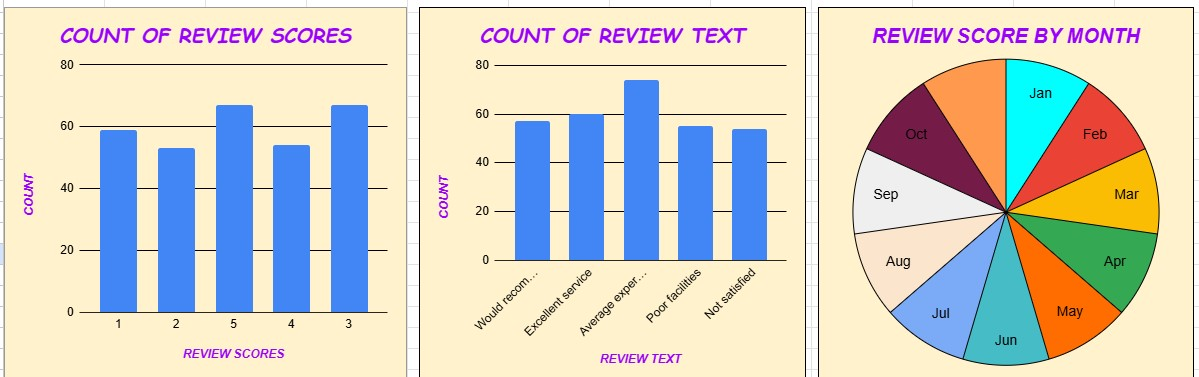 COUNT OF REVIEW SCORES
80
60
40
20
0
COUNT
1 2 5 4 3
REVIEW SCORES
COUNT OF REVIEW TEXT
80
60
40
20
0
COUNT
Would recom...
Excellent service
Average exper...
Poor facilities
Not satisfied
REVIEW TEXT
REVIEW SCORE BY MONTH
Jan
Feb
Mar
Apr
May
Jun
Jul
Aug
Sep
Oct